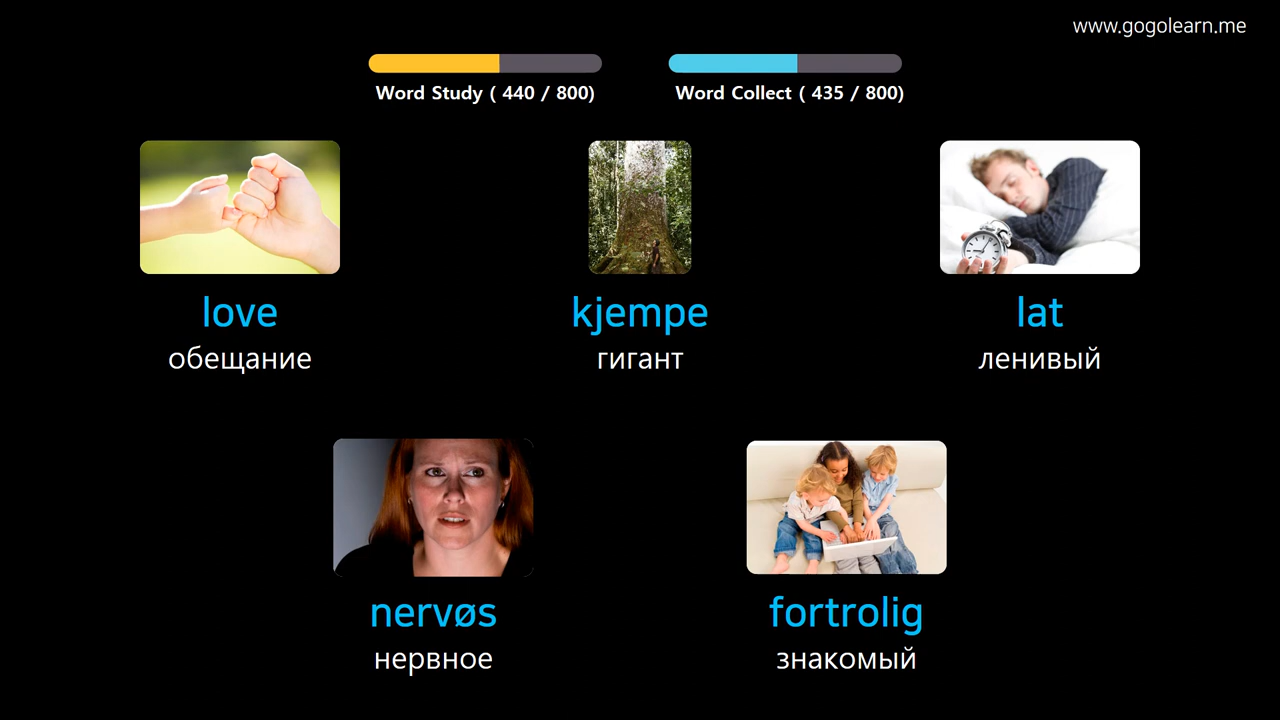 www.gogolearn.me
Word Study ( 440 / 800)
Word Collect ( 435 / 800)
love
обещание
kjempe
гигант
lat
ленивый
nervøs
нервное
fortrolig
знакомый